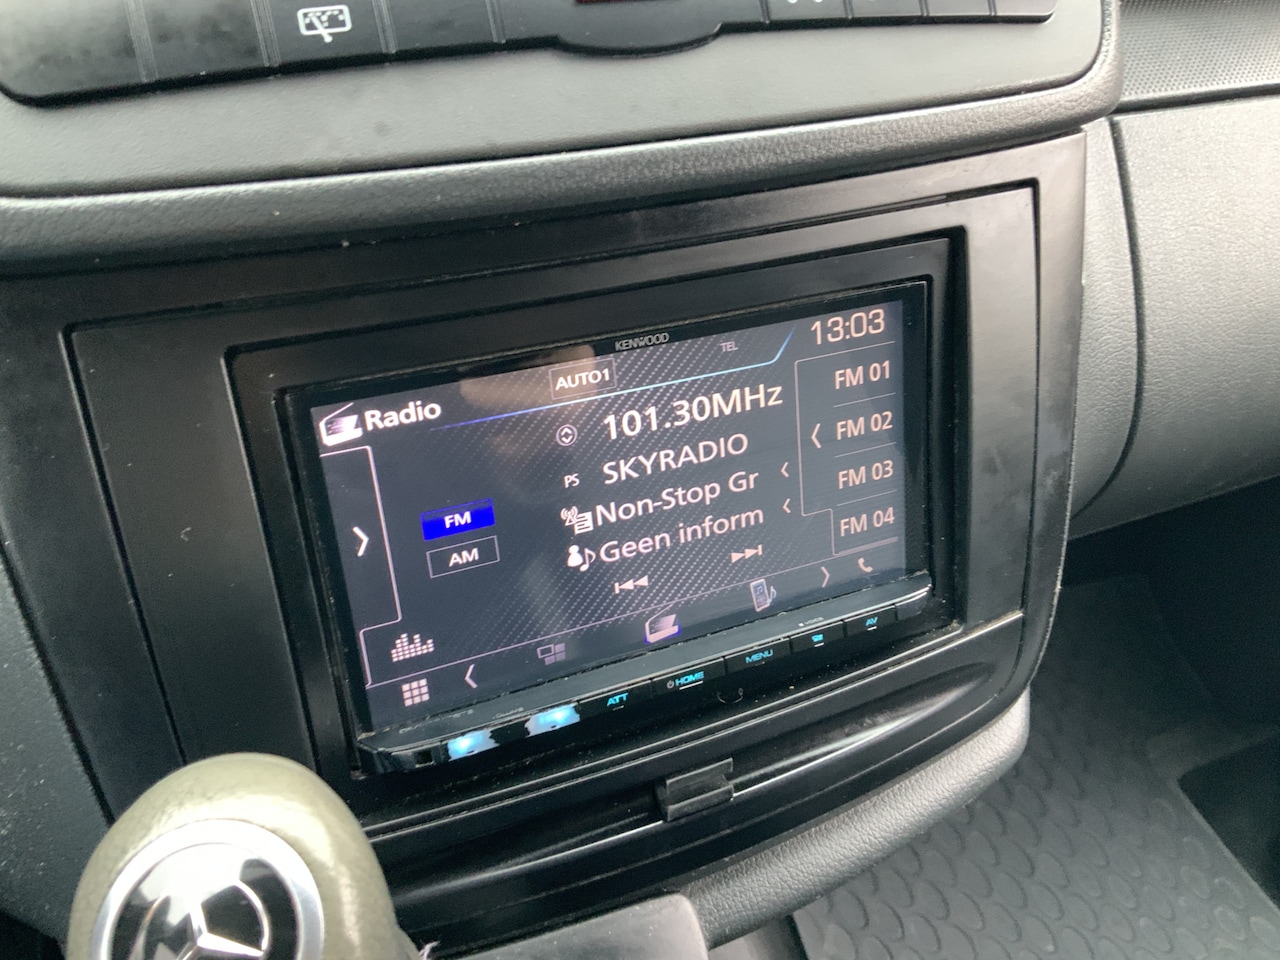 KENWOOD
TEL
13:03
AUTO1
Radio
101.30MHz
PS SKYRADIO
Non-Stop Gr
Geen inform
FM
AM
FM 01
FM 02
FM 03
FM 04
ATT
HOME
MENU
AV